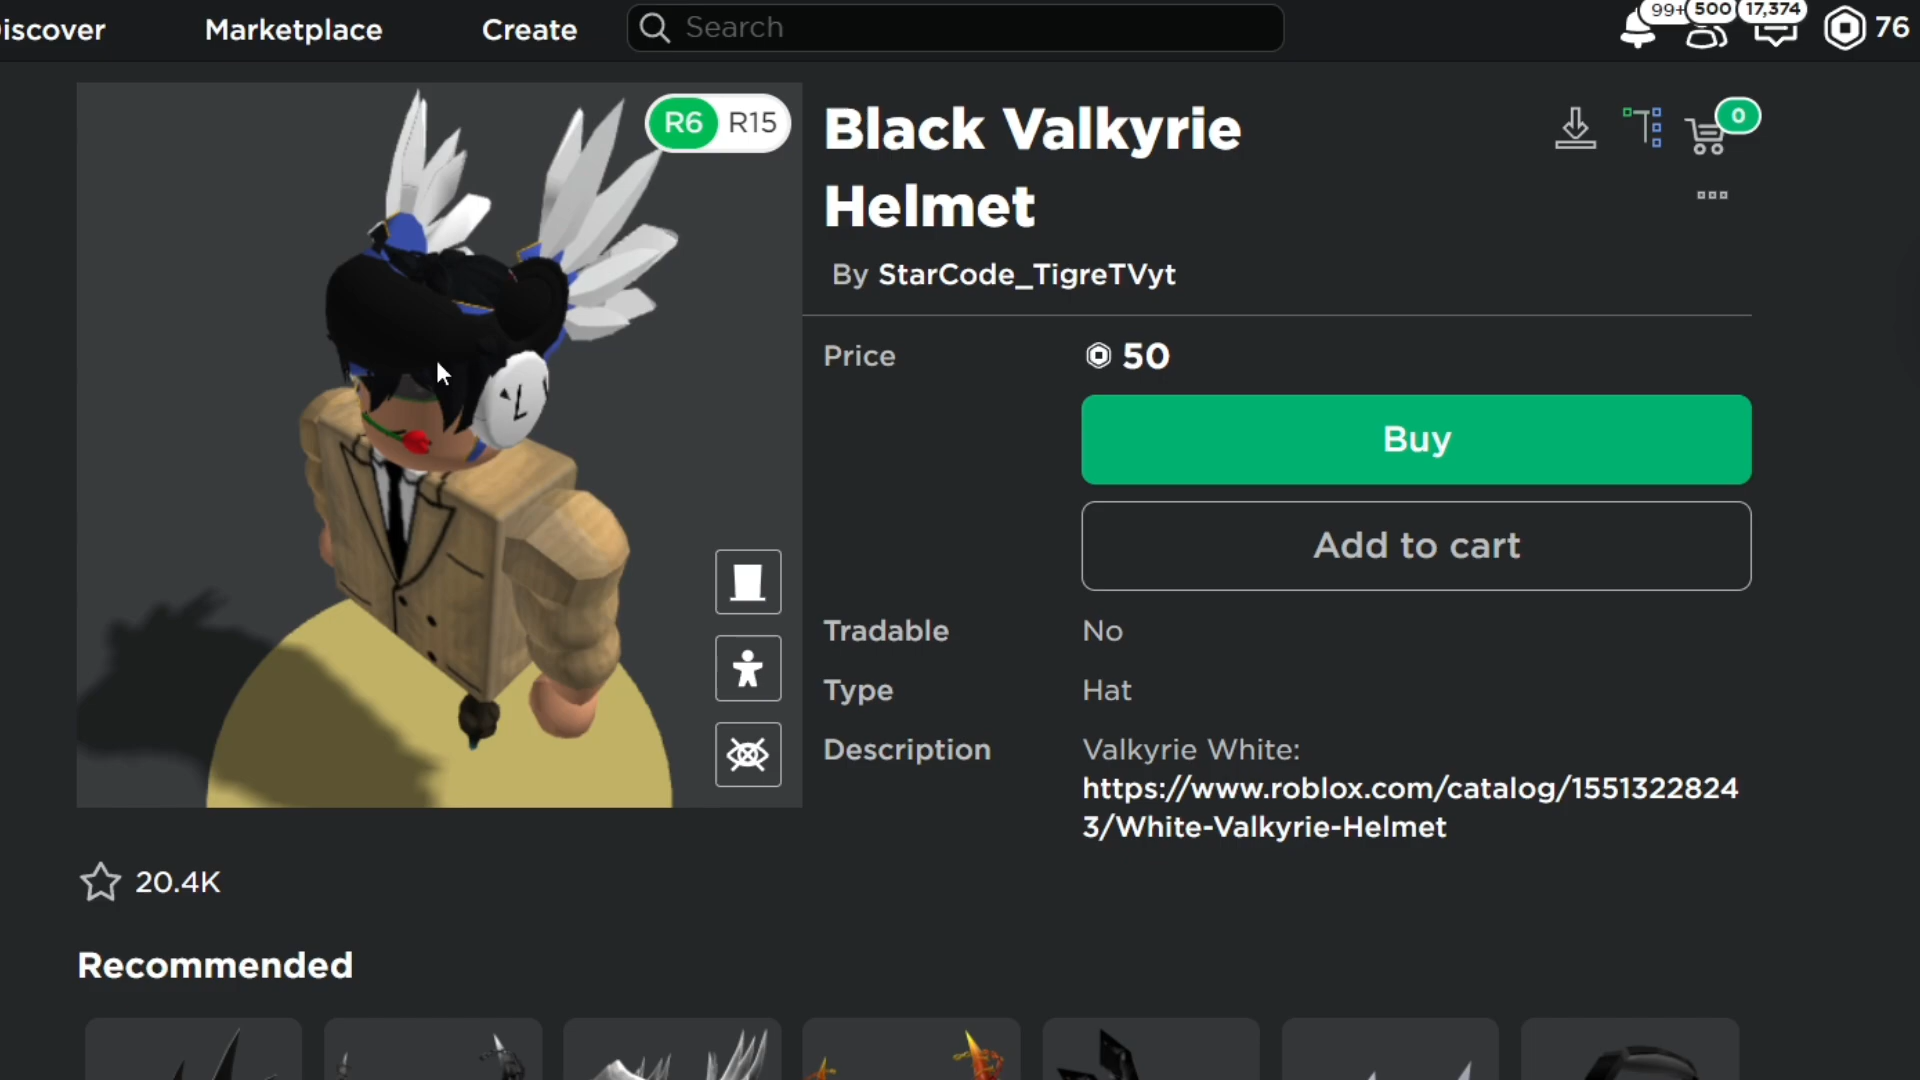 iscover Marketplace Create Search 99+ 500 17,374 76
R6 R15
Black Valkyrie
Helmet
0
By StarCode_TigreTVyt
Price 50
Buy
Add to cart
Tradable No
Type Hat
Description Valkyrie White:
https://www.roblox.com/catalog/1551322824
3/White-Valkyrie-Helmet
20.4K
Recommended